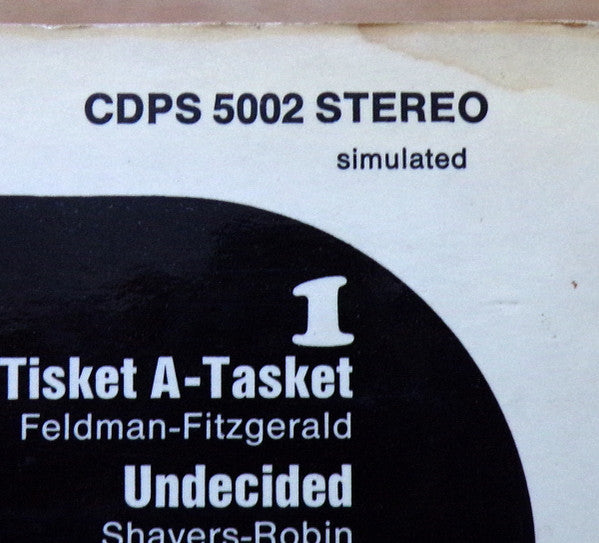 CDPS 5002 STEREO
simulated
1
Tisket A-Tasket
Feldman-Fitzgerald
Undecided
Shavers-Robin